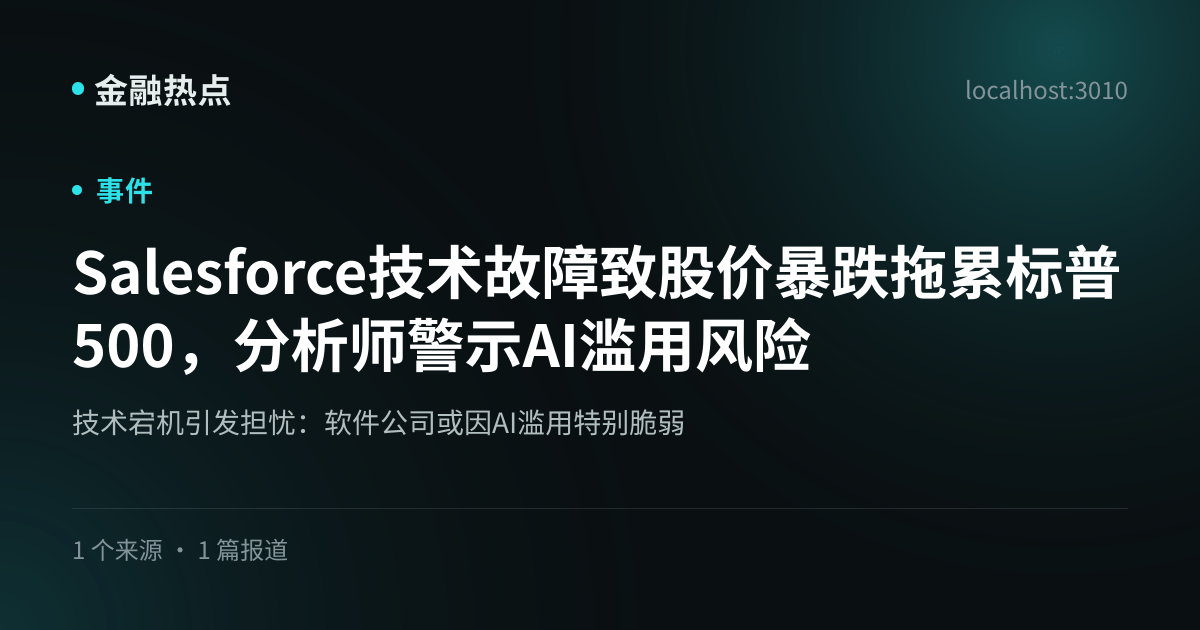 金融热点
localhost:3010
事件
Salesforce技术故障致股价暴跌拖累标普
500，分析师警示AI滥用风险
技术宕机引发担忧：软件公司或因AI滥用特别脆弱
1 个来源 · 1 篇报道